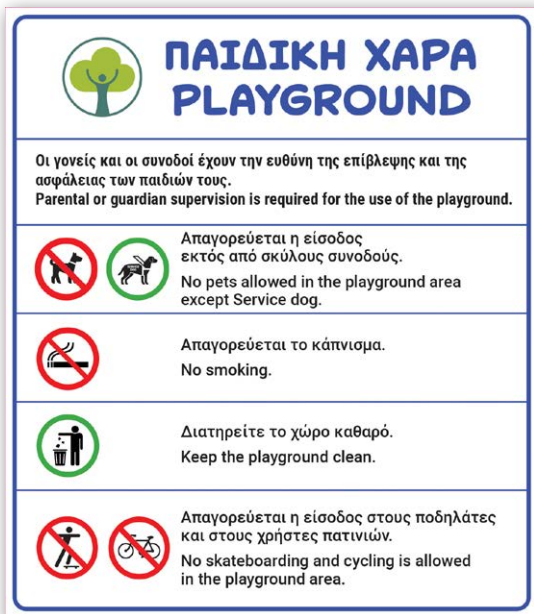 ΠΑΙΔΙΚΗ ΧΑΡΑ
PLAYGROUND
Οι γονείς και οι συνοδοί έχουν την ευθύνη της επίβλεψης και της
ασφάλειας των παιδιών τους.
Parental or guardian supervision is required for the use of the playground.
Απαγορεύεται η είσοδος
εκτός από σκύλους συνοδούς.
No pets allowed in the playground area
except Service dog.
Απαγορεύεται το κάπνισμα.
No smoking.
Διατηρείτε το χώρο καθαρό.
Keep the playground clean.
Απαγορεύεται η είσοδος στους ποδηλάτες
και στους χρήστες πατινιών.
No skateboarding and cycling is allowed
in the playground area.